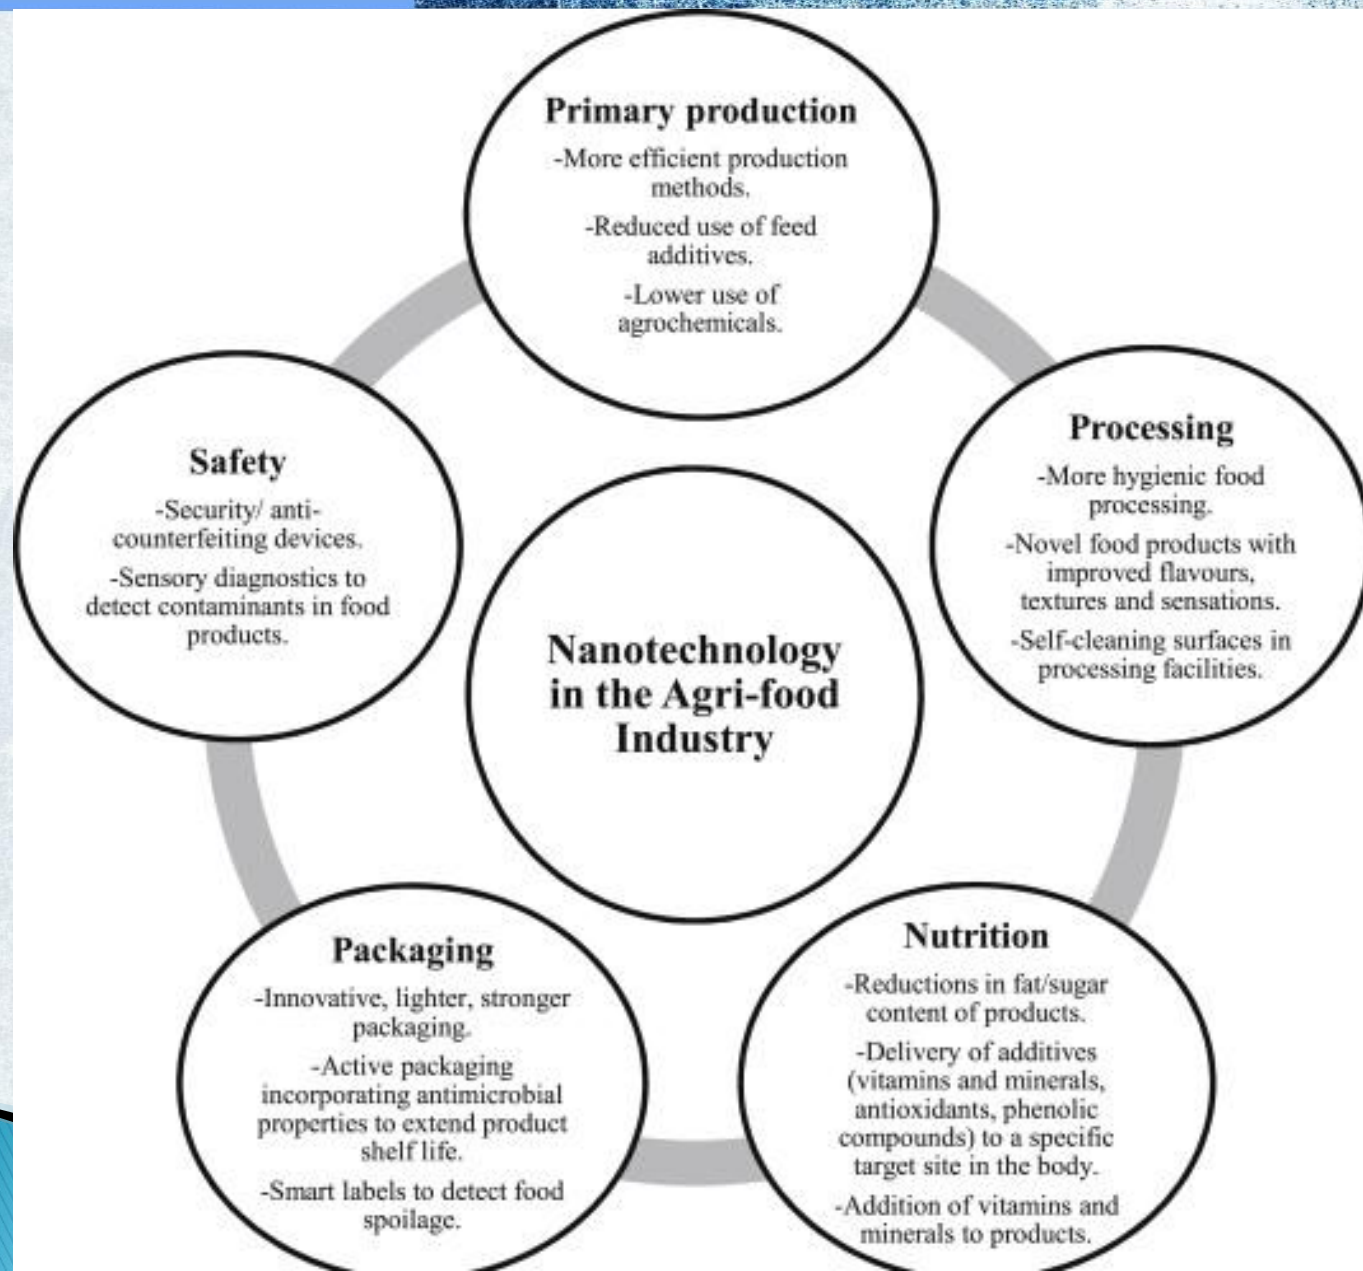 Primary production
-More efficient production
methods.
-Reduced use of feed
additives.
-Lower use of
agrochemicals.
Processing
-More hygienic food
processing.
-Novel food products with
improved flavours,
textures and sensations.
-Self-cleaning surfaces in
processing facilities.
Safety
-Security/ anti-
counterfeiting devices.
-Sensory diagnostics to
detect contaminants in food
products.
Nanotechnology
in the Agri-food
Industry
Nutrition
-Reductions in fat/sugar
content of products.
-Delivery of additives
(vitamins and minerals,
antioxidants, phenolic
compounds) to a specific
target site in the body.
-Addition of vitamins and
minerals to products.
Packaging
-Innovative, lighter, stronger
packaging.
-Active packaging
incorporating antimicrobial
properties to extend product
shelf life.
-Smart labels to detect food
spoilage.